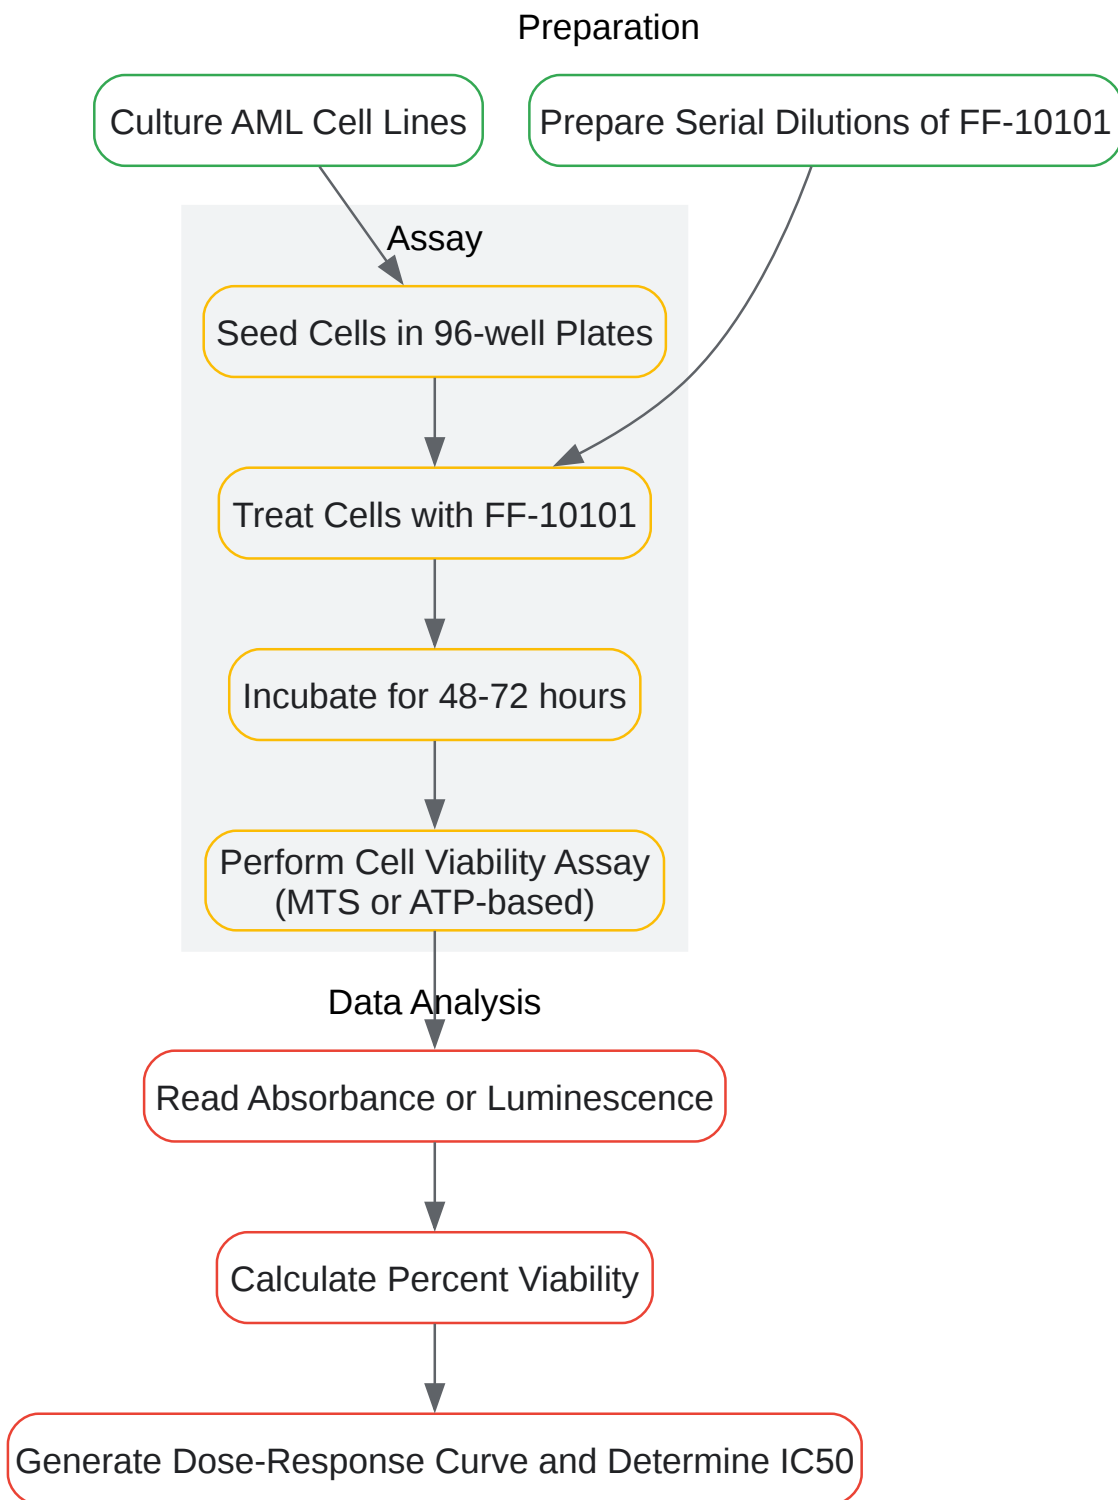 Preparation
Culture AML Cell Lines
Prepare Serial Dilutions of FF-10101
Assay
Seed Cells in 96-well Plates
Treat Cells with FF-10101
Incubate for 48-72 hours
Perform Cell Viability Assay
(MTS or ATP-based)
Data Analysis
Read Absorbance or Luminescence
Calculate Percent Viability
Generate Dose-Response Curve and Determine IC50